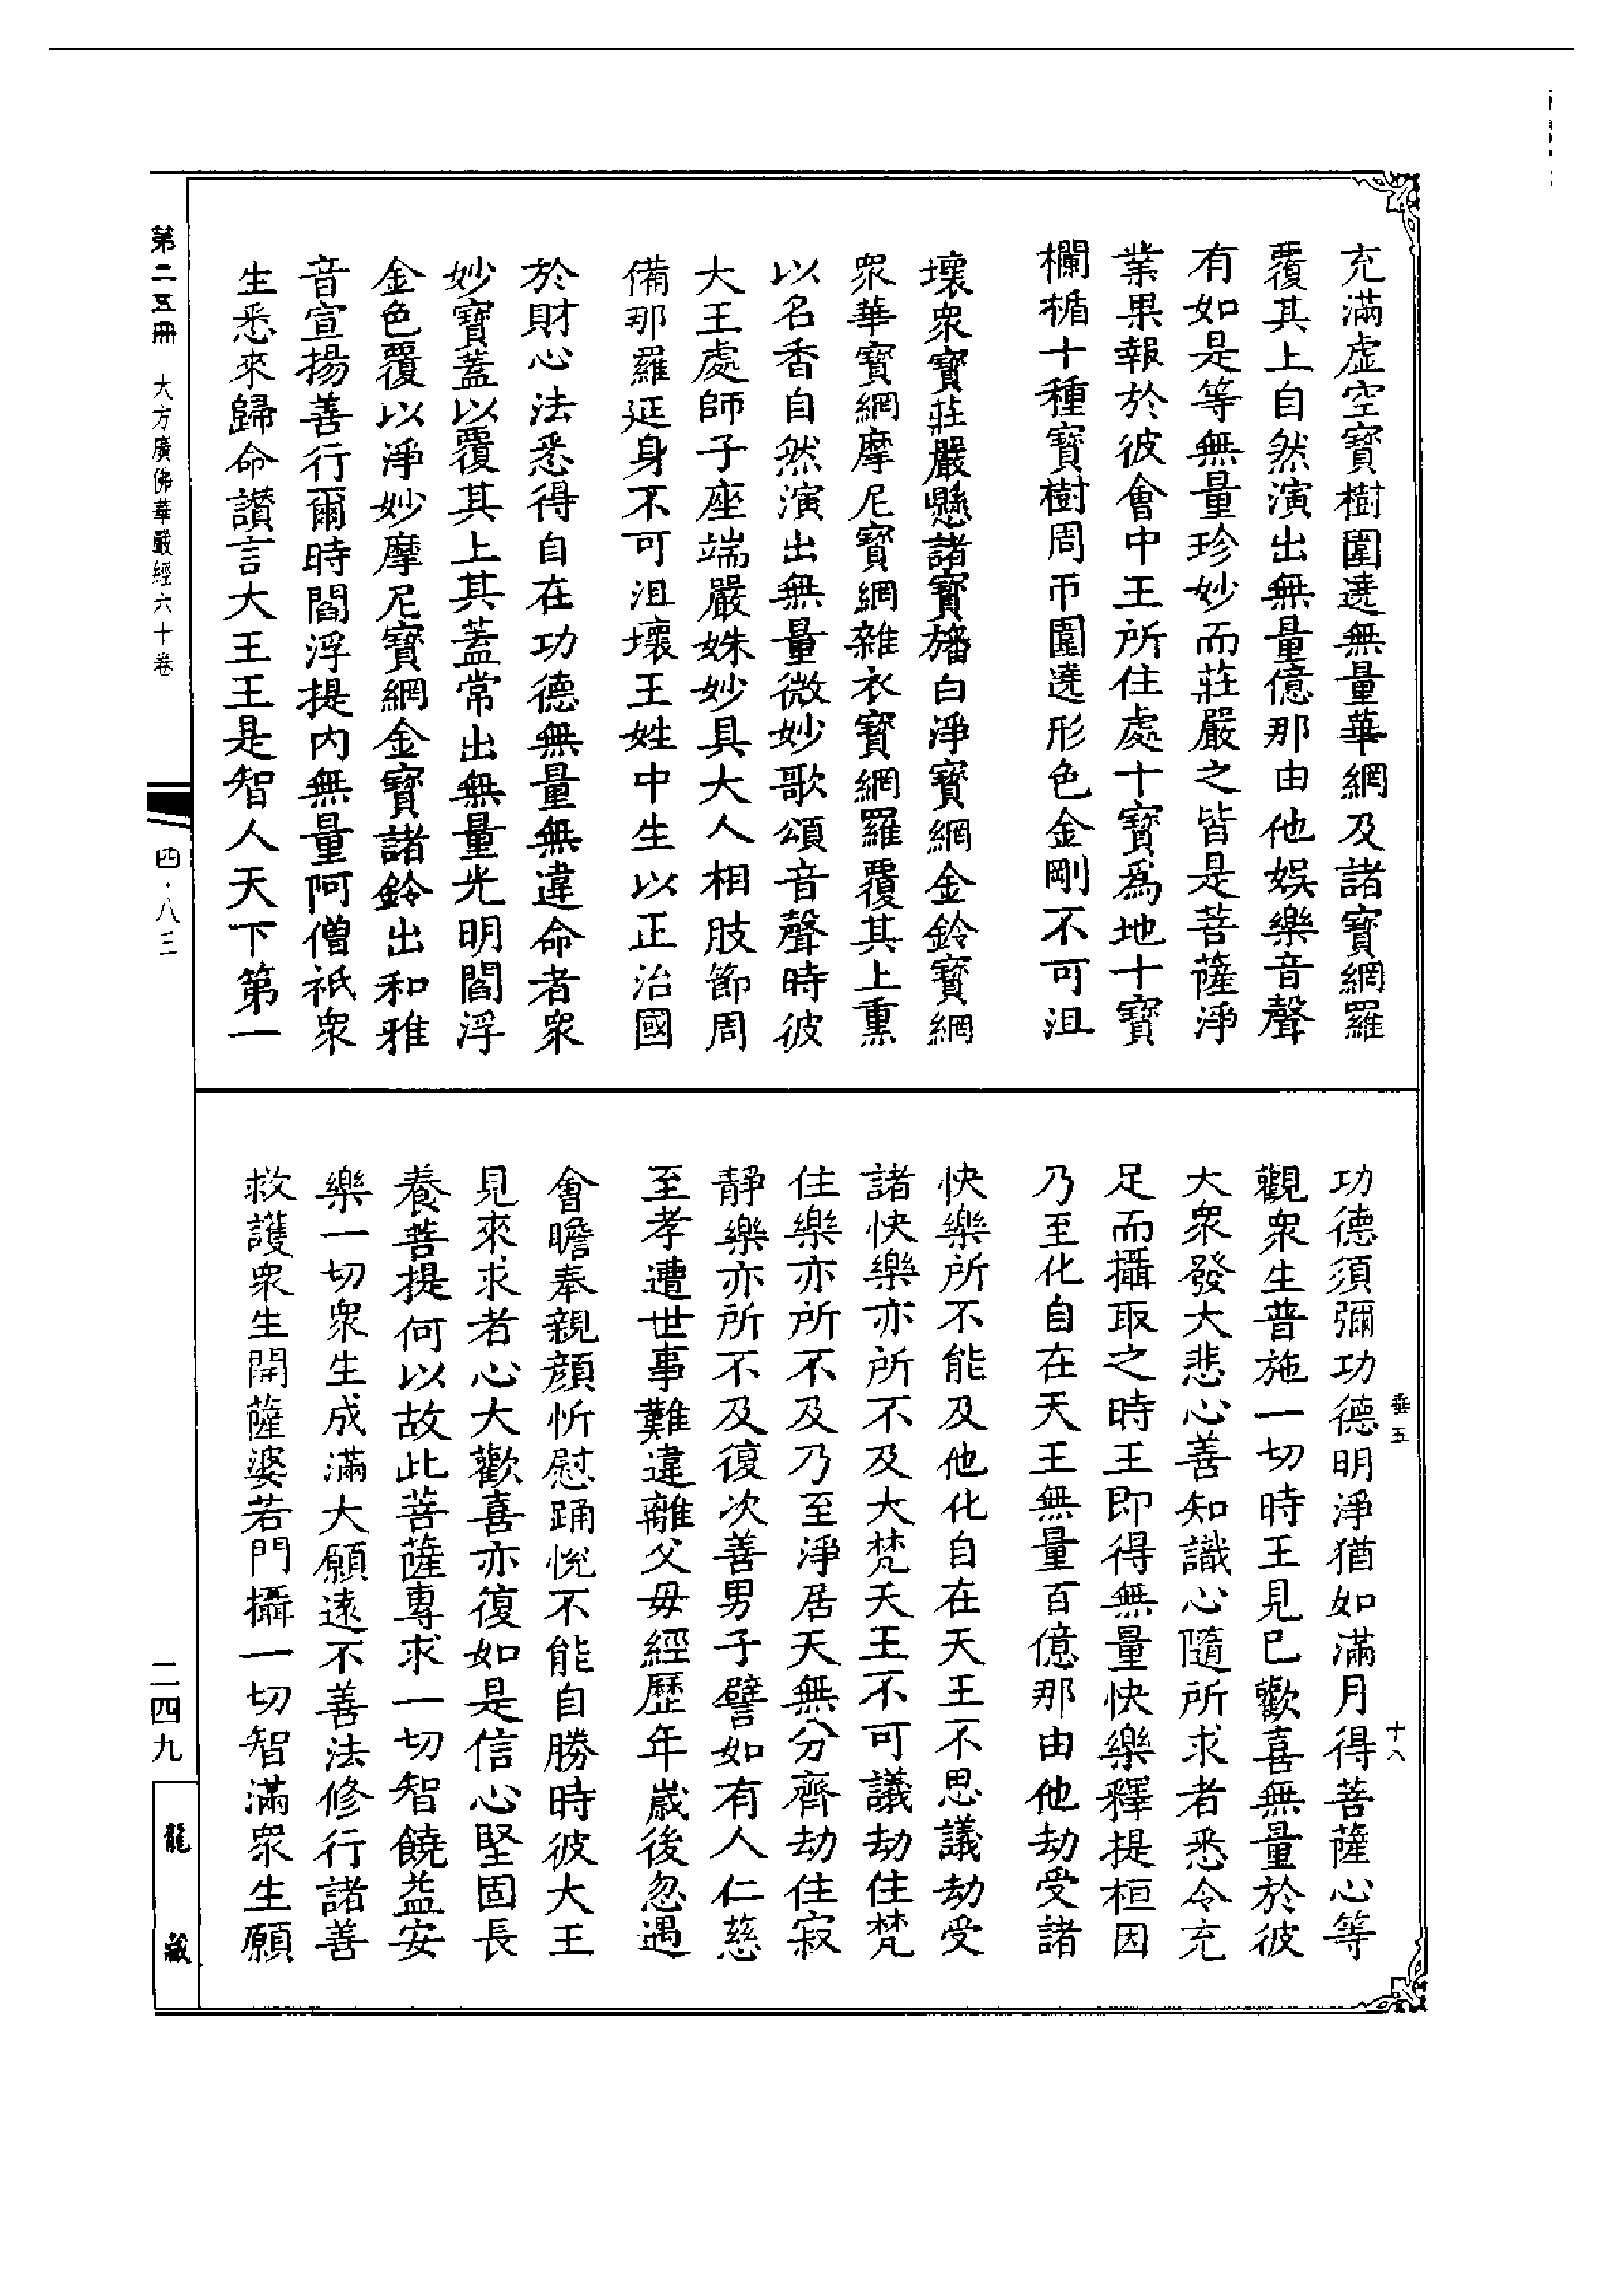 充滿虛空寶樹圍遶無量華網及諸寶網羅
覆其上自然演出無量億那由他娛樂音聲
有如是等無量珍妙而莊嚴之皆是菩薩淨
業果報於彼會中王所住處十寶爲地十寶
欄楯十種寶樹周帀圍遶形色金剛不可沮
壞衆寶莊嚴懸諸寶旛白淨寶網金鈴寶網
衆華寶網摩尼寶網雜衣寶網羅覆其上熏
以名香自然演出無量微妙歌頌音聲時彼
大王處師子座端嚴姝妙具大人相肢節周
備那羅延身不可沮壞王姓中生以正治國
於財心法悉得自在功德無量無違命者衆
妙寶蓋以覆其上其蓋常出無量光明閻浮
金色覆以淨妙摩尼寶網金寶諸鈴出和雅
音宣揚善行爾時閻浮提內無量阿僧祇衆
生悉來歸命讃言大王王是智人天下第一
功德須彌功德明淨猶如滿月得菩薩心等
觀衆生普施一切時王見已歡喜無量於彼
大衆發大悲心善知識心隨所求者悉令充
足而攝取之時王即得無量快樂釋提桓因
乃至化自在天王無量百億那由他劫受諸
快樂所不能及他化自在天王不思議劫受
諸快樂亦所不及大梵天王不可議劫住梵
住樂亦所不及乃至淨居天無分齊劫住寂
靜樂亦所不及復次善男子譬如有人仁慈
至孝遭世事難違離父毋經歷年歲後忽遇
會瞻奉親顏忻慰踊悅不能自勝時彼大王
見來求者心大歡喜亦復如是信心堅固長
養菩提何以故此菩薩專求一切智饒益安
樂一切衆生成滿大願遠不善法修行諸善
救護衆生開薩婆若門攝一切智滿衆生願
垂五
十八
第二五冊 大方廣佛華嚴經六十卷
四·八三
二四九
龍藏